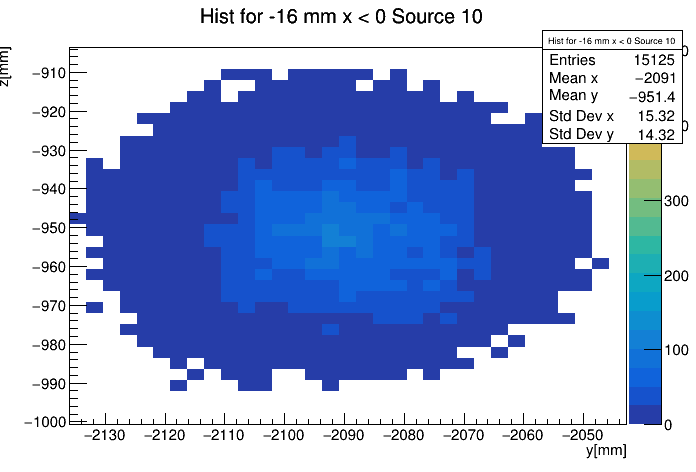 Hist for -16 mm x < 0 Source 10
z[mm]
Hist for -16 mm x < 0 Source 10
Entries 15125
Mean x −2091
Mean y −951.4
Std Dev x 15.32
Std Dev y 14.32
−910
−920
−930
−940
−950
−960
−970
−980
−990
−1000
0
0
300
200
100
0
−2130 −2120 −2110 −2100 −2090 −2080 −2070 −2060 −2050
y[mm]